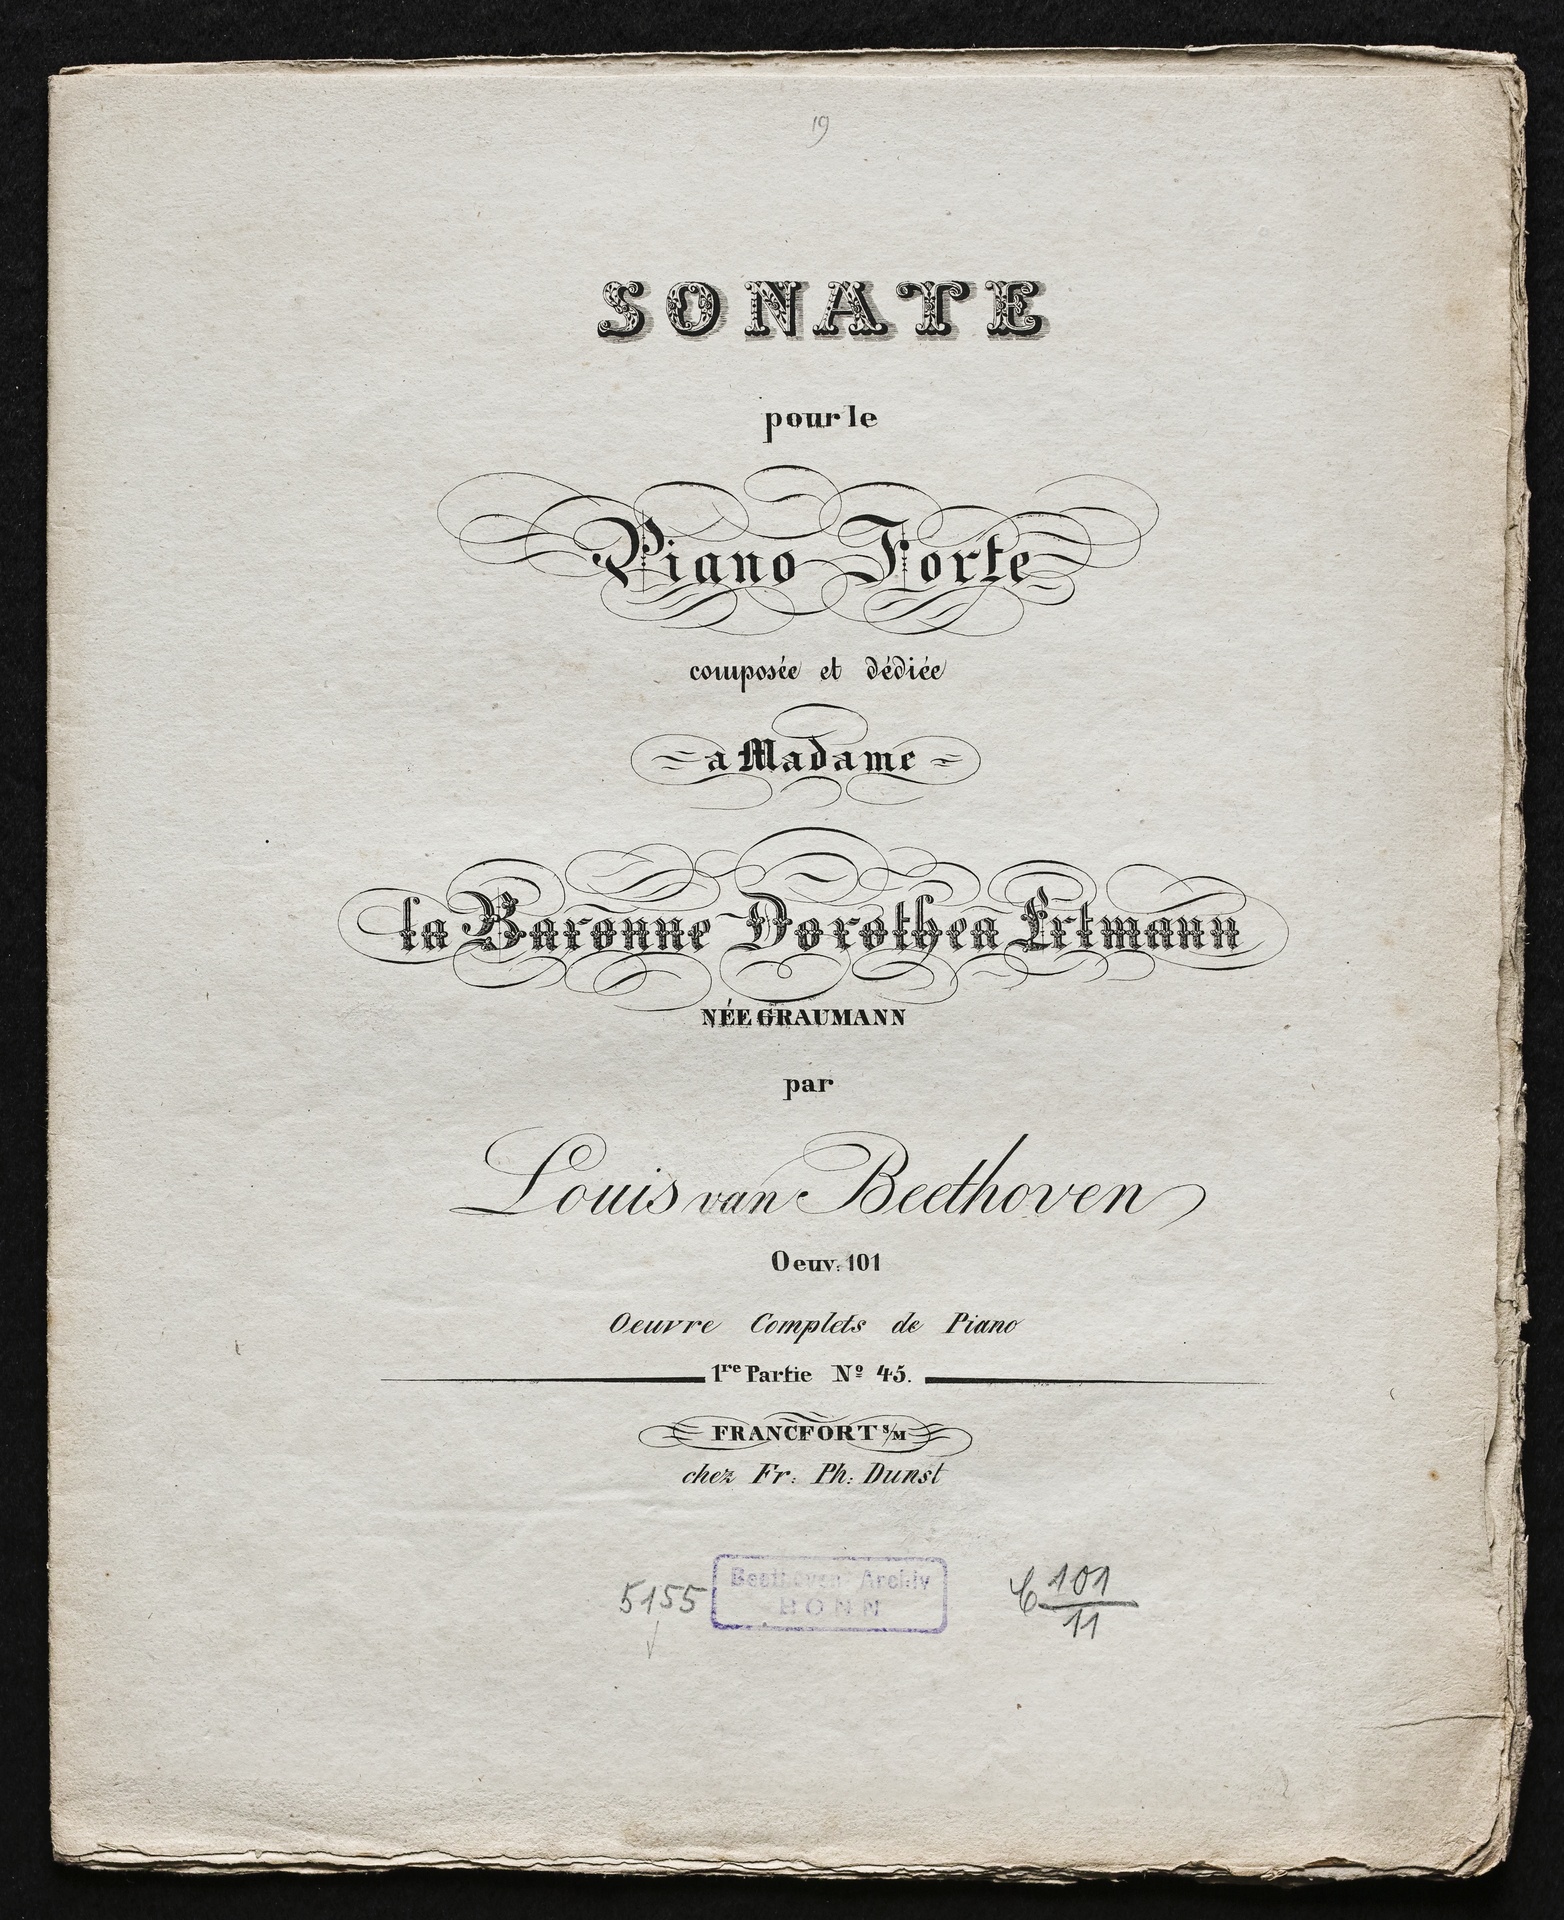 19
SONATE
pour le
Piano Forte
composée et dédiée
a Madame
la Baronne Dorothea Ertmann
NÉE GRAUMANN
par
Louis van Beethoven
Oeuv: 101
Oeuvre Complets de Piano
1re Partie Nº 45.
FRANCFORT s/M
chez Fr: Ph: Dunst
5155 Beethoven-Archiv C 101
BONN 11